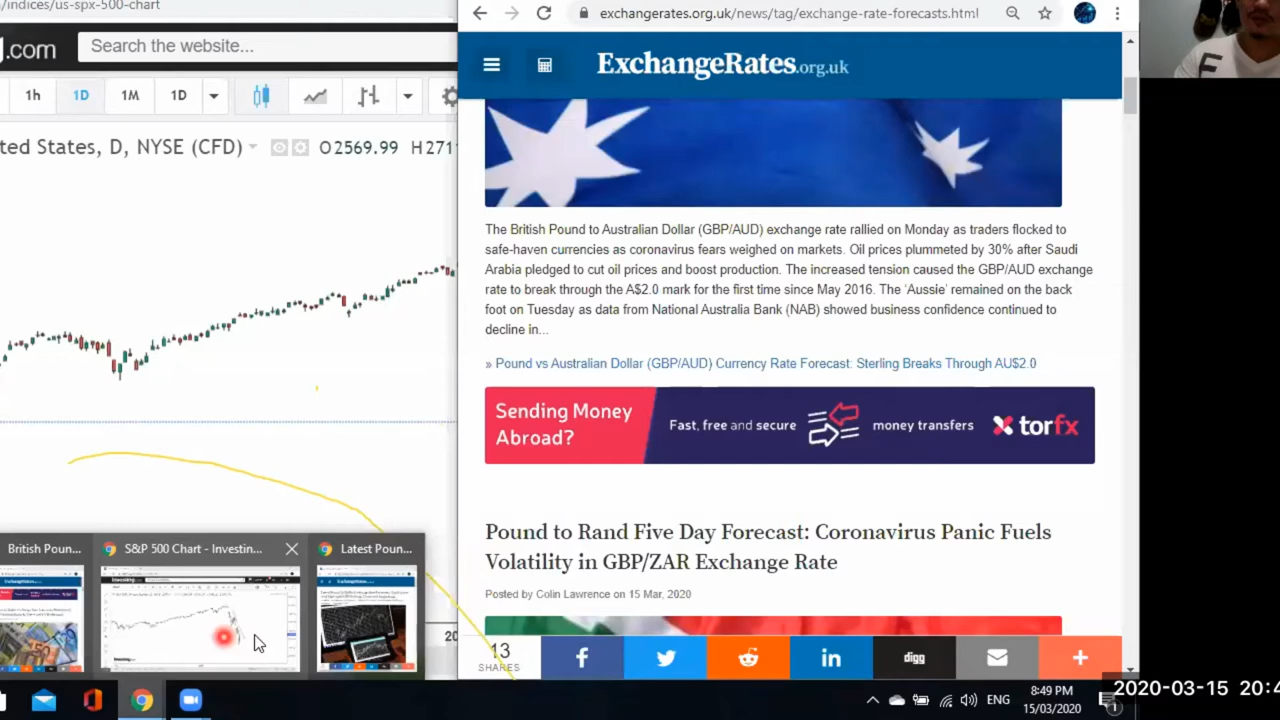 /indices/us-spx-500-chart
.com
Search the website...
1h
1D
1M
1D
ted States, D, NYSE (CFD)
O2569.99
H271
exchangerates.org.uk/news/tag/exchange-rate-forecasts.html
ExchangeRates.org.uk
The British Pound to Australian Dollar (GBP/AUD) exchange rate rallied on Monday as traders flocked to
safe-haven currencies as coronavirus fears weighed on markets. Oil prices plummeted by 30% after Saudi
Arabia pledged to cut oil prices and boost production. The increased tension caused the GBP/AUD exchange
rate to break through the A$2.0 mark for the first time since May 2016. The ‘Aussie’ remained on the back
foot on Tuesday as data from National Australia Bank (NAB) showed business confidence continued to
decline in...
» Pound vs Australian Dollar (GBP/AUD) Currency Rate Forecast: Sterling Breaks Through AU$2.0
Sending Money
Abroad?
Fast, free and secure
money transfers
torfx
Pound to Rand Five Day Forecast: Coronavirus Panic Fuels
Volatility in GBP/ZAR Exchange Rate
Posted by Colin Lawrence on 15 Mar, 2020
British Poun...
S&P 500 Chart - Investin...
Latest Poun...
Investing
20
13
SHARES
digg
F
ENG
8:49 PM
15/03/2020
1
2020-03-15 20:4